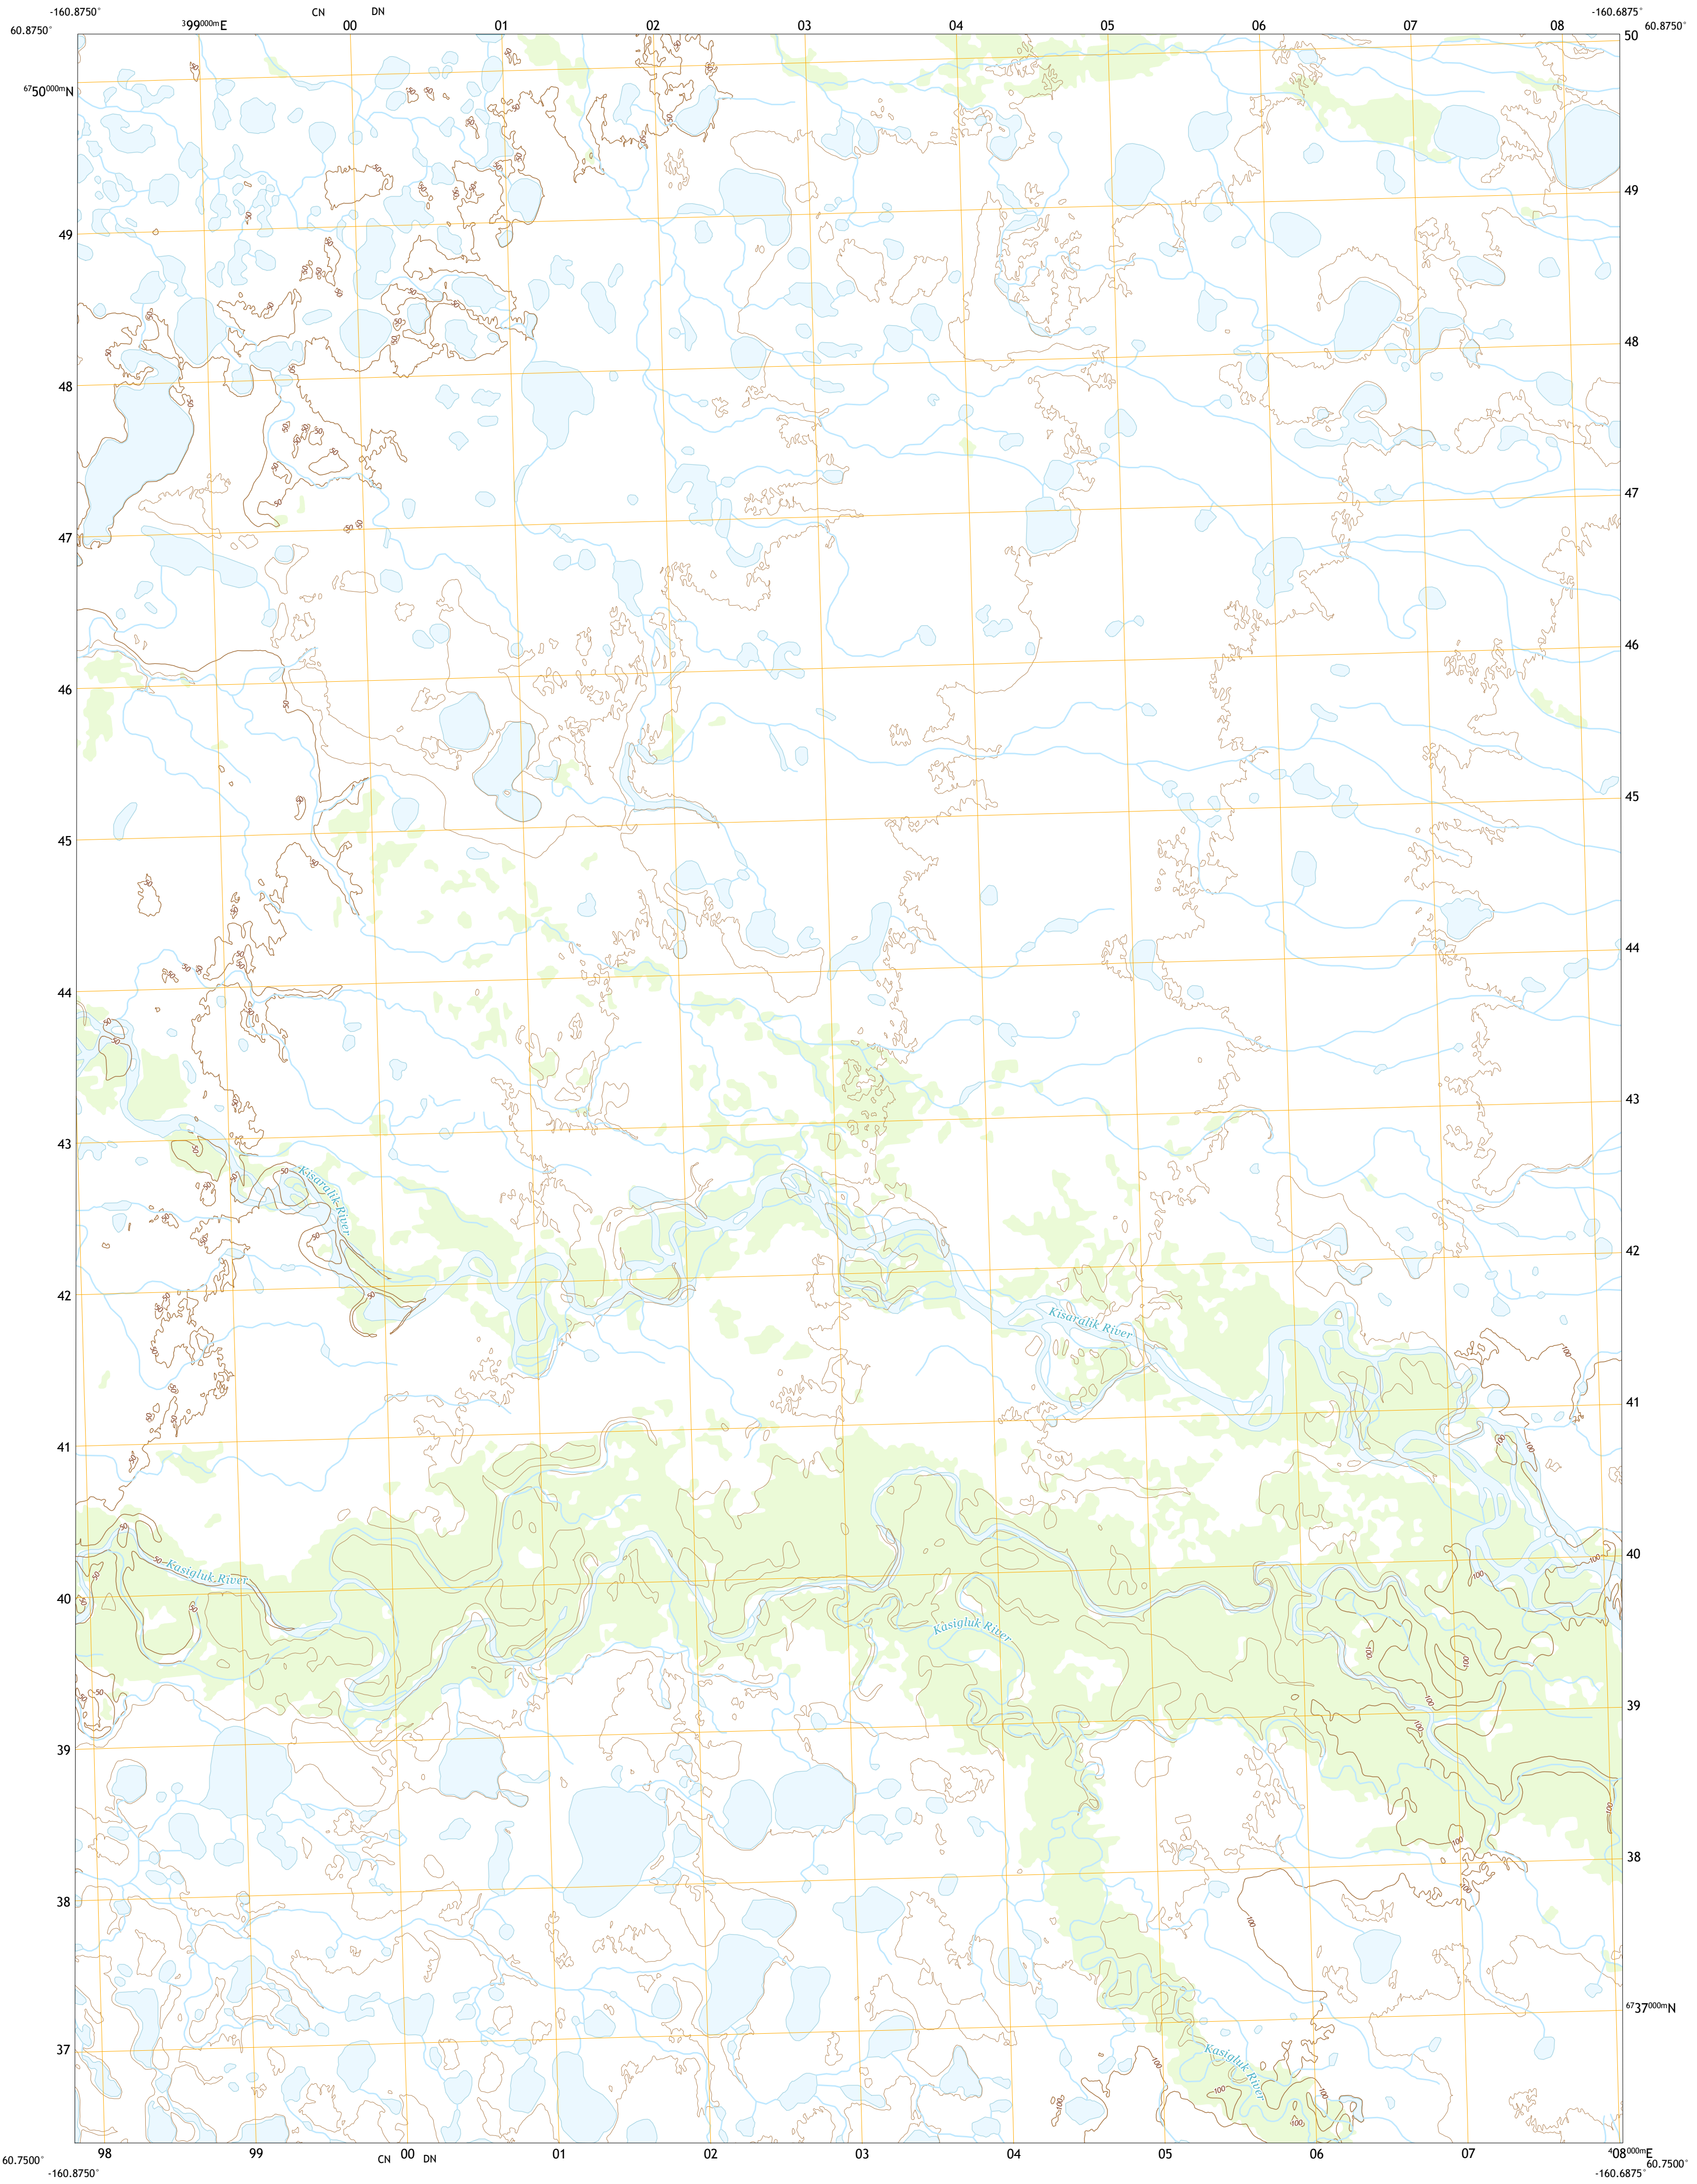 -160.8750° CN DN -160.6875°
60.8750° ³99⁰⁰⁰ᵐE 00 01 02 03 04 05 06 07 08 60.8750°
50
⁶⁷50⁰⁰⁰ᵐN
49
49
48
48
47
47
46
46
45
45
44
44
43
43
Kisaralik River
42
42
Kisaralik River
41
41
40
Kasigluk River
40
Kasigluk River
39
39
38
38
⁶⁷37⁰⁰⁰ᵐN
37
Kasigluk River
98 99 00 01 02 03 04 05 06 07 ⁴08⁰⁰⁰ᵐE
60.7500° CN DN 60.7500°
-160.8750° -160.6875°
50
100